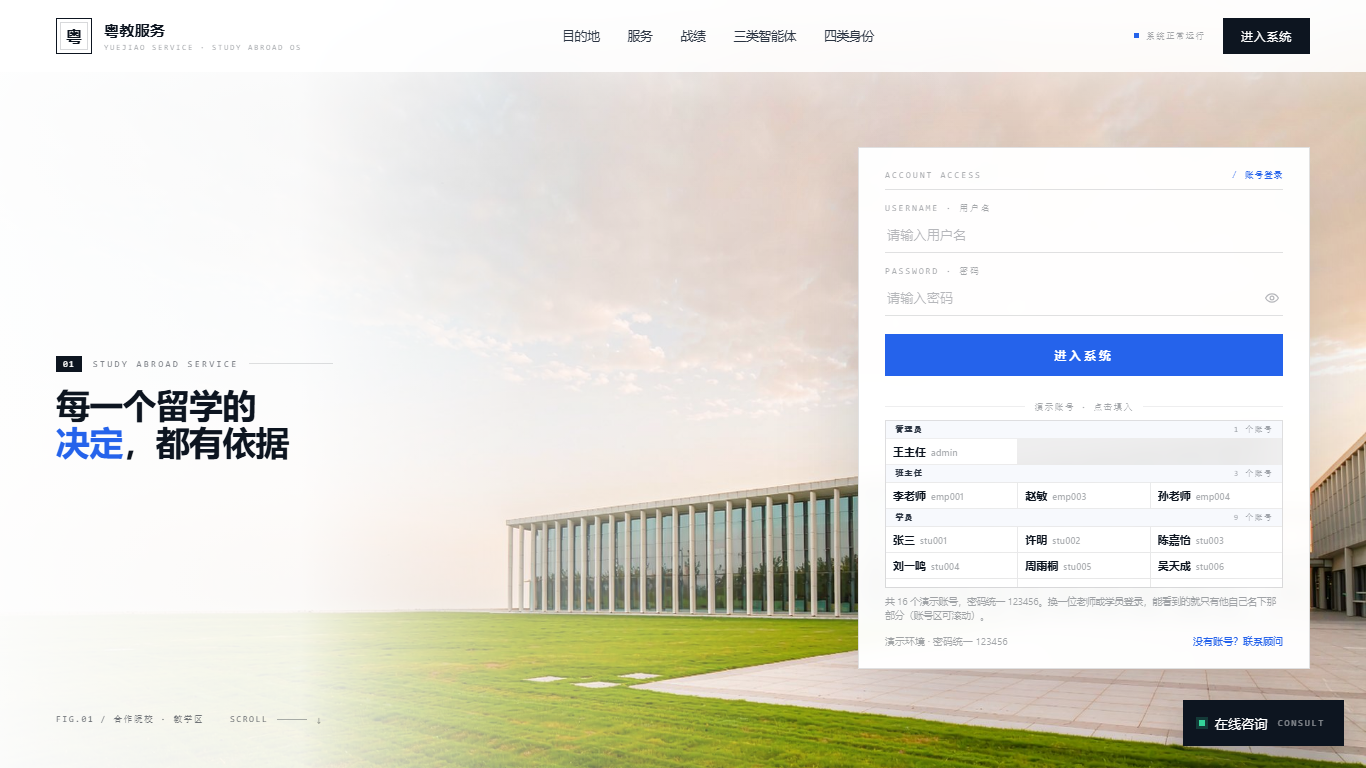 粤
粤教服务
YUEJIAO SERVICE · STUDY ABROAD OS
目的地 服务 战绩 三类智能体 四类身份
系统正常运行
进入系统
ACCOUNT ACCESS
/ 账号登录
USERNAME · 用户名
请输入用户名
PASSWORD · 密码
请输入密码
进入系统
演示账号 · 点击填入
管理员 1 个账号
王主任 admin
班主任 3 个账号
李老师 emp001 赵敏 emp003 孙老师 emp004
学员 9 个账号
张三 stu001 许明 stu002 陈嘉怡 stu003
刘一鸣 stu004 周雨桐 stu005 吴天成 stu006
共 16 个演示账号，密码统一 123456。换一位老师或学员登录，能看到的就只有他自己名下那
部分（账号区可滚动）。
演示环境 · 密码统一 123456
没有账号？联系顾问
01 STUDY ABROAD SERVICE
每一个留学的
决定，都有依据
FIG.01 / 合作院校 · 教学区 SCROLL ↓
在线咨询 CONSULT